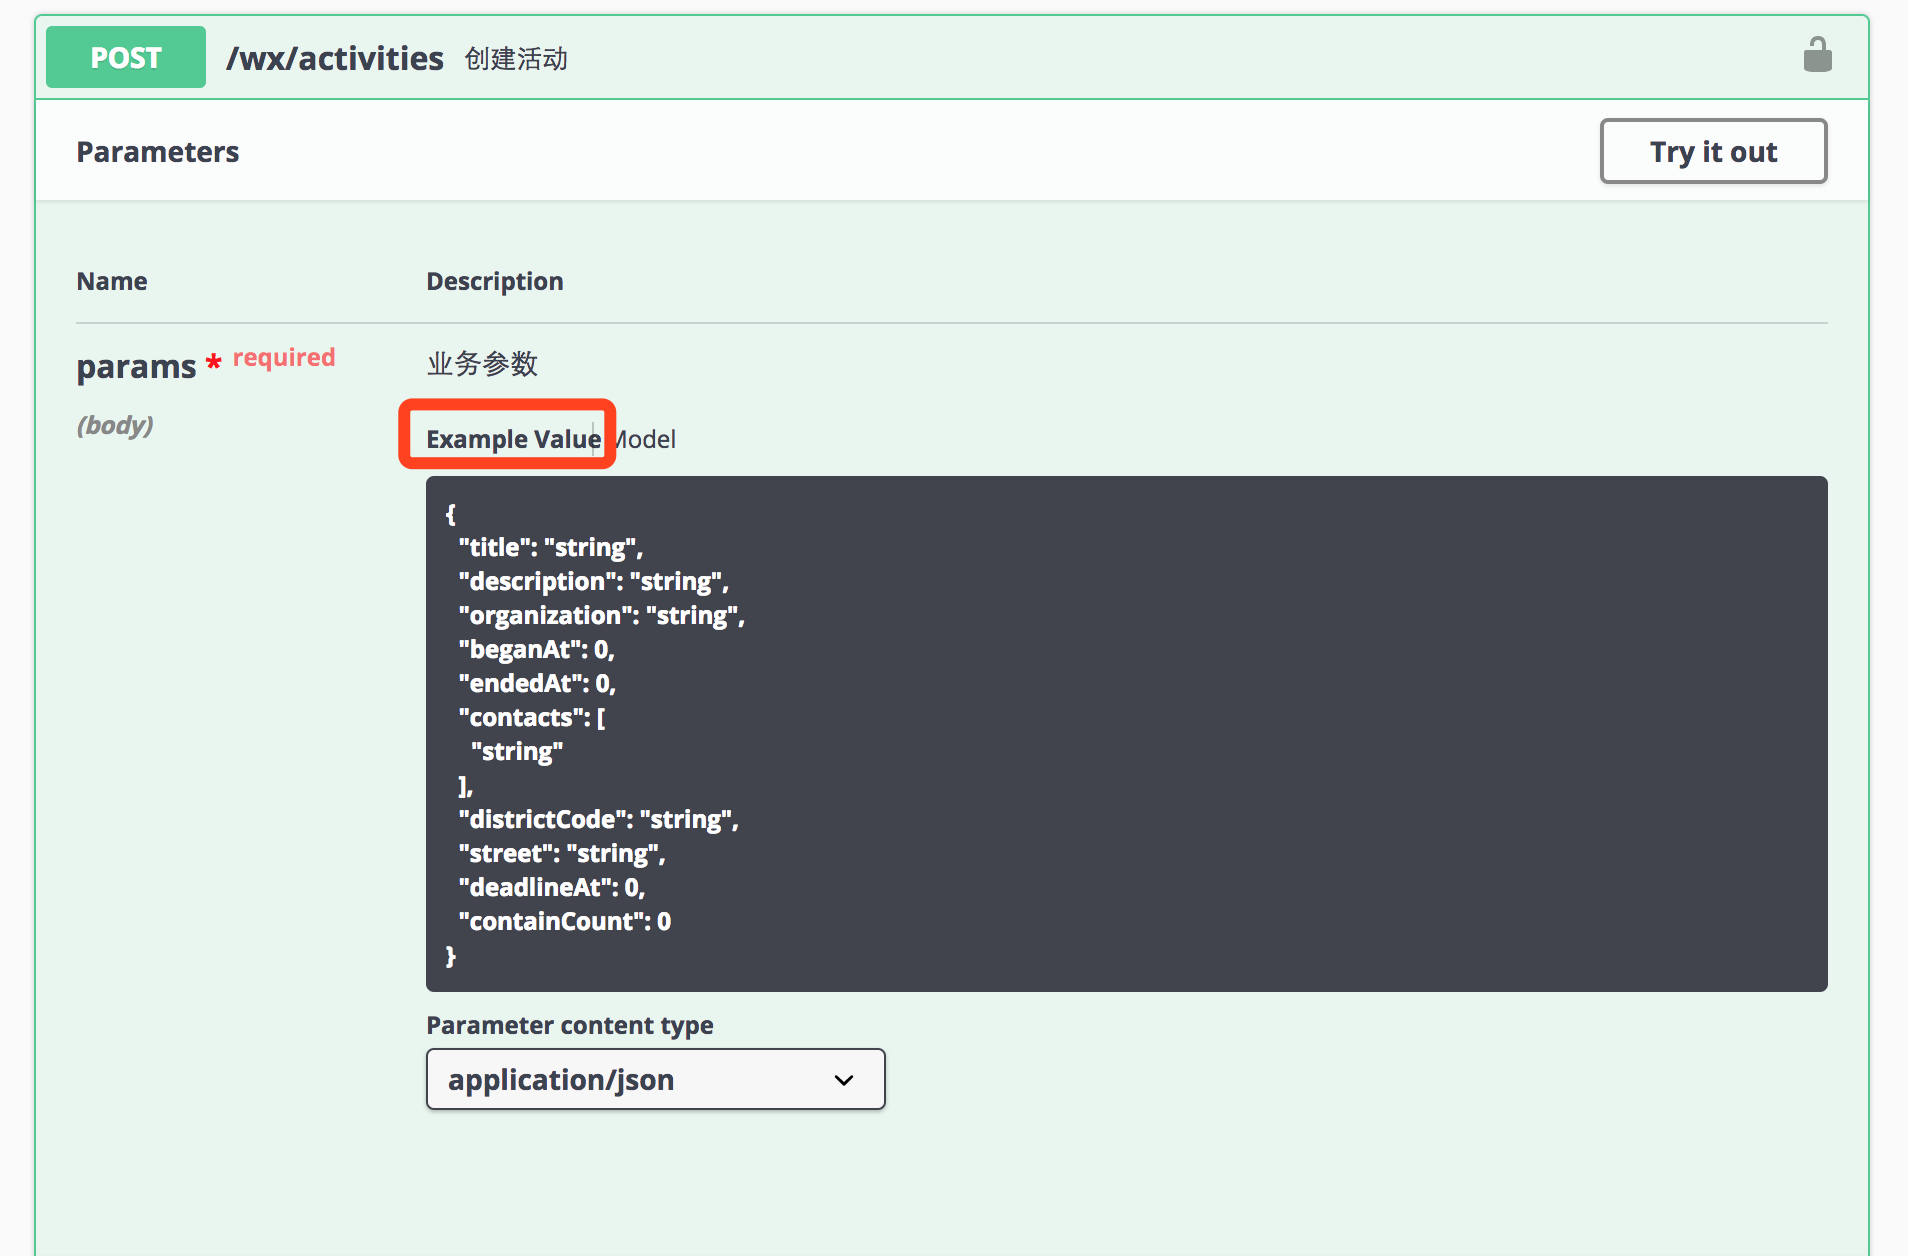 POST /wx/activities 创建活动
Parameters Try it out
Name Description
params * required 业务参数
(body)
Example Value Model
{
"title": "string",
"description": "string",
"organization": "string",
"beganAt": 0,
"endedAt": 0,
"contacts": [
"string"
],
"districtCode": "string",
"street": "string",
"deadlineAt": 0,
"containCount": 0
}
Parameter content type
application/json